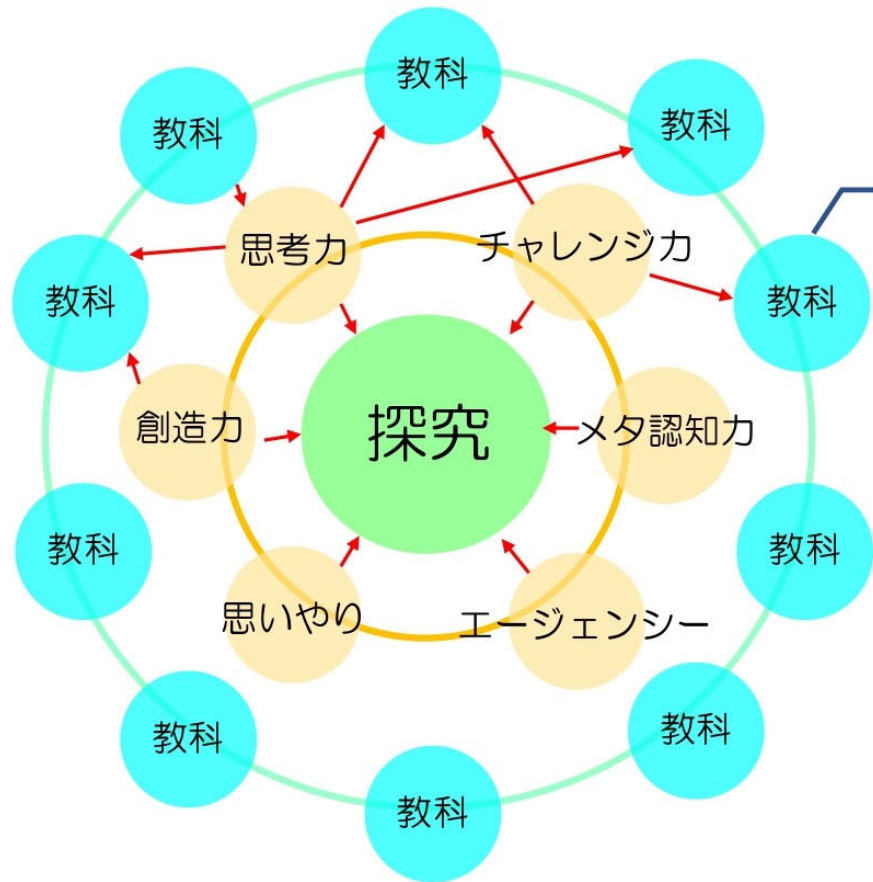 教科
教科
教科
思考力
チャレンジ力
教科
教科
探究
創造力
メタ認知力
教科
教科
思いやり
エージェンシー
教科
教科
教科